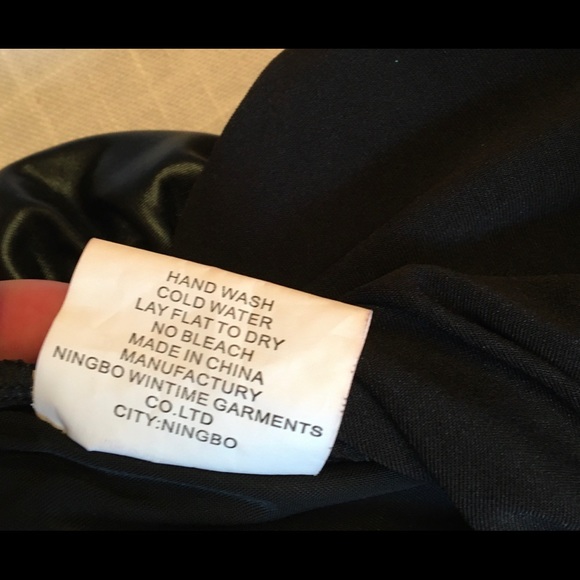 HAND WASH
COLD WATER
LAY FLAT TO DRY
NO BLEACH
MADE IN CHINA
MANUFACTURY
NINGBO WINTIME GARMENTS
CO.LTD
CITY:NINGBO